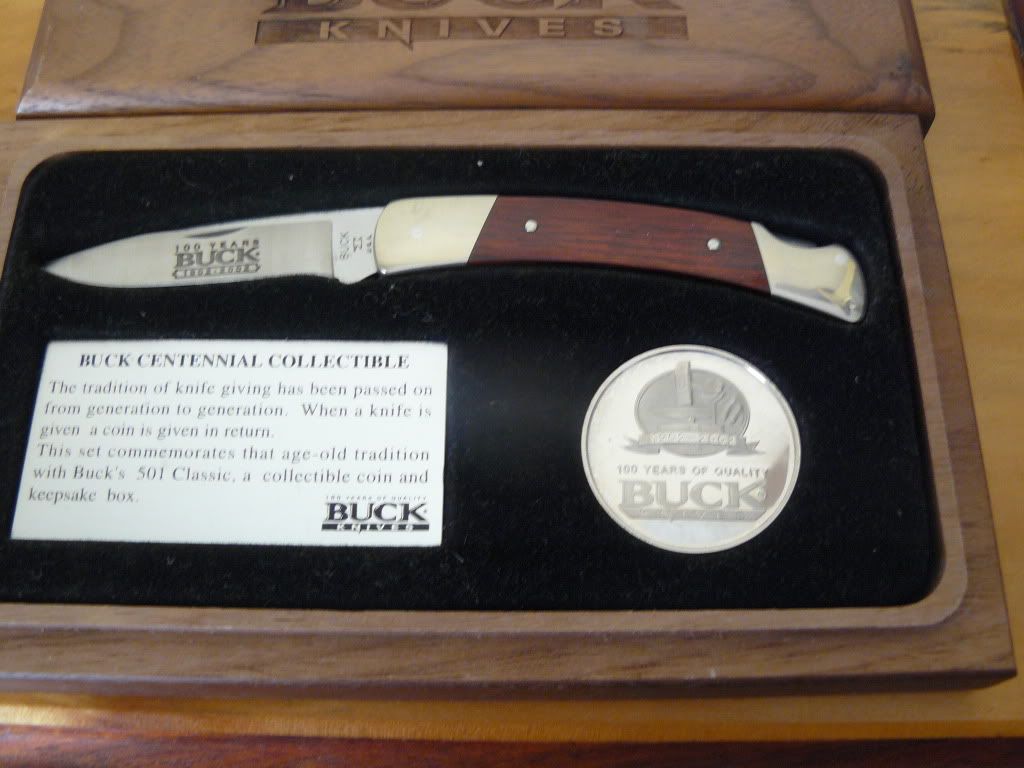 BUCK
KNIVES
100 YEARS
BUCK
1902-2002
BUCK
U.S.A.
BUCK CENTENNIAL COLLECTIBLE
The tradition of knife giving has been passed on
from generation to generation. When a knife is
given a coin is given in return.
This set commemorates that age-old tradition
with Buck's 501 Classic, a collectible coin and
keepsake box.
100 YEARS OF QUALITY
BUCK
KNIVES
1902-2002
100 YEARS OF QUALITY
BUCK